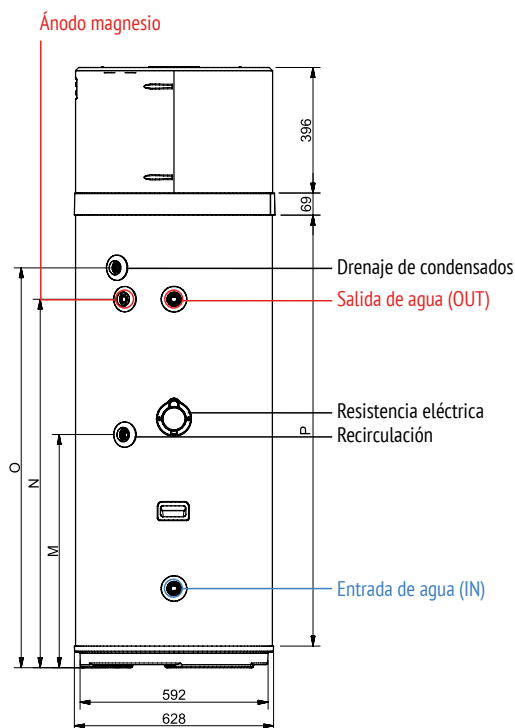 Ánodo magnesio
396
69
Drenaje de condensados
Salida de agua (OUT)
Resistencia eléctrica
Recirculación
P
O
N
M
Entrada de agua (IN)
592
628